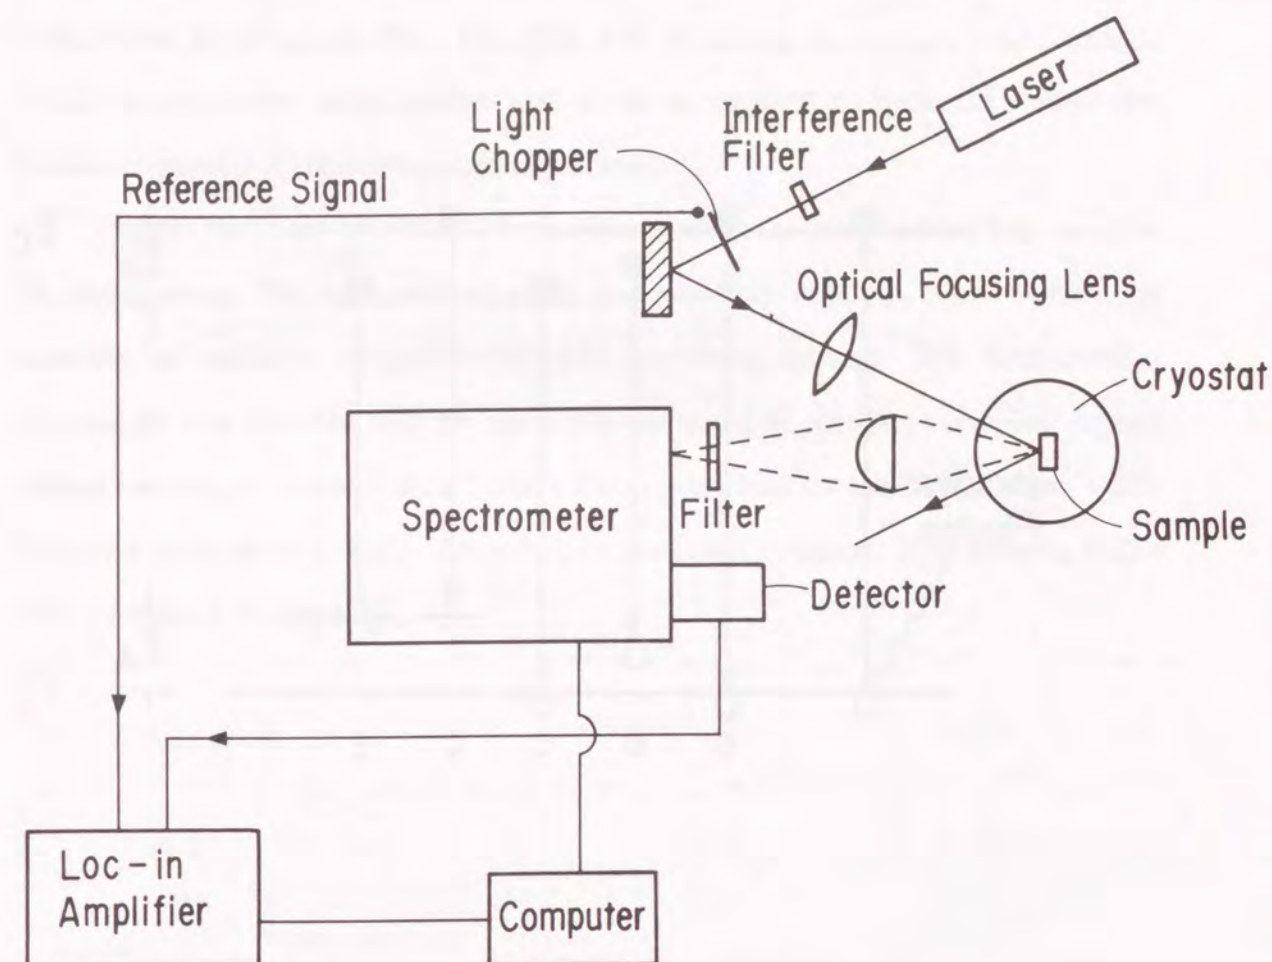 Laser
Light
Chopper
Interference
Filter
Reference Signal
Optical Focusing Lens
Cryostat
Spectrometer
Filter
Sample
Detector
Loc-in
Amplifier
Computer